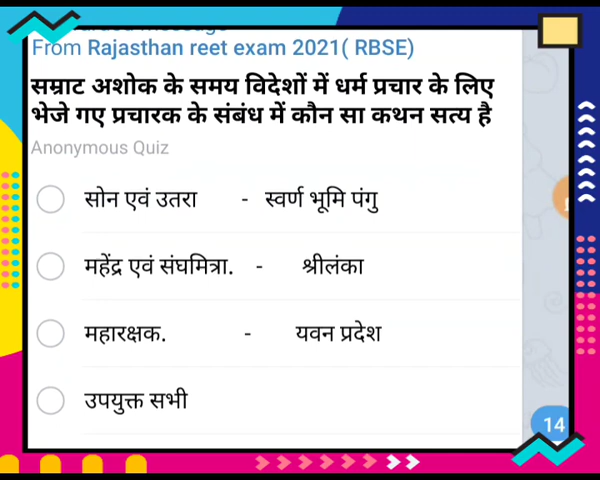 From Rajasthan reet exam 2021( RBSE)
सम्राट अशोक के समय विदेशों में धर्म प्रचार के लिए
भेजे गए प्रचारक के संबंध में कौन सा कथन सत्य है
Anonymous Quiz
सोन एवं उतरा - स्वर्ण भूमि पंगु
महेंद्र एवं संघमित्रा. - श्रीलंका
महारक्षक. - यवन प्रदेश
उपयुक्त सभी
14